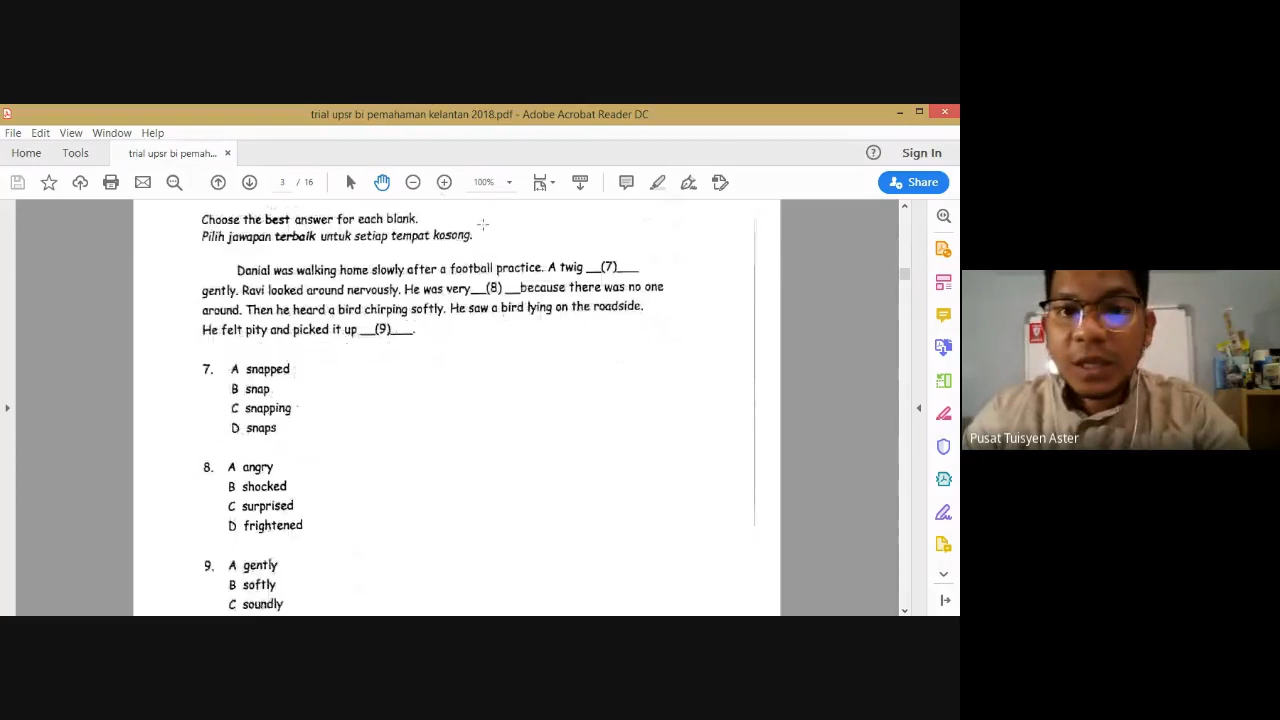 trial upsr bi pemahaman kelantan 2018.pdf - Adobe Acrobat Reader DC
File Edit View Window Help
Home Tools trial upsr bi pemah... × Sign In
3 / 16 100% Share
Choose the best answer for each blank.
Pilih jawapan terbaik untuk setiap tempat kosong.
Danial was walking home slowly after a football practice. A twig __(7)___
gently. Ravi looked around nervously. He was very__(8) __because there was no one
around. Then he heard a bird chirping softly. He saw a bird lying on the roadside.
He felt pity and picked it up __(9)___.
7. A snapped
B snap
C snapping
D snaps
8. A angry
B shocked
C surprised
D frightened
9. A gently
B softly
C soundly
Pusat Tuisyen Aster